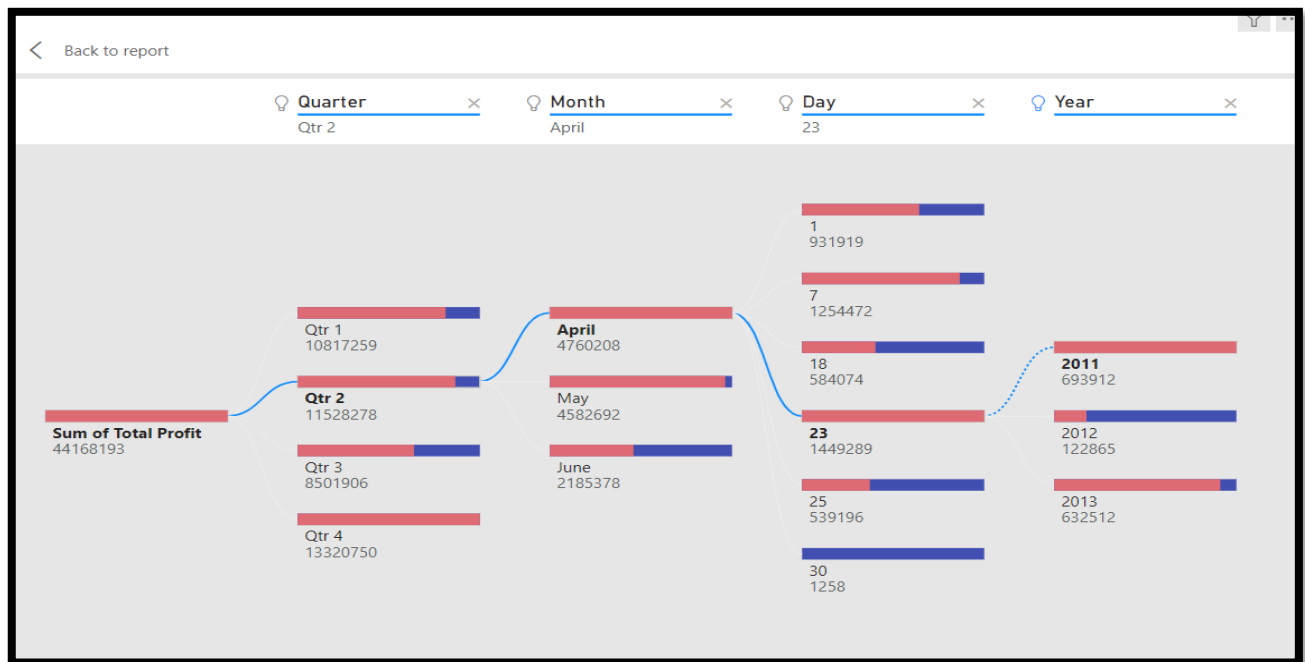 Back to report
Quarter
Qtr 2
Month
April
Day
23
Year
Sum of Total Profit
44168193
Qtr 1
10817259
Qtr 2
11528278
Qtr 3
8501906
Qtr 4
13320750
April
4760208
May
4582692
June
2185378
1
931919
7
1254472
18
584074
23
1449289
25
539196
30
1258
2011
693912
2012
122865
2013
632512